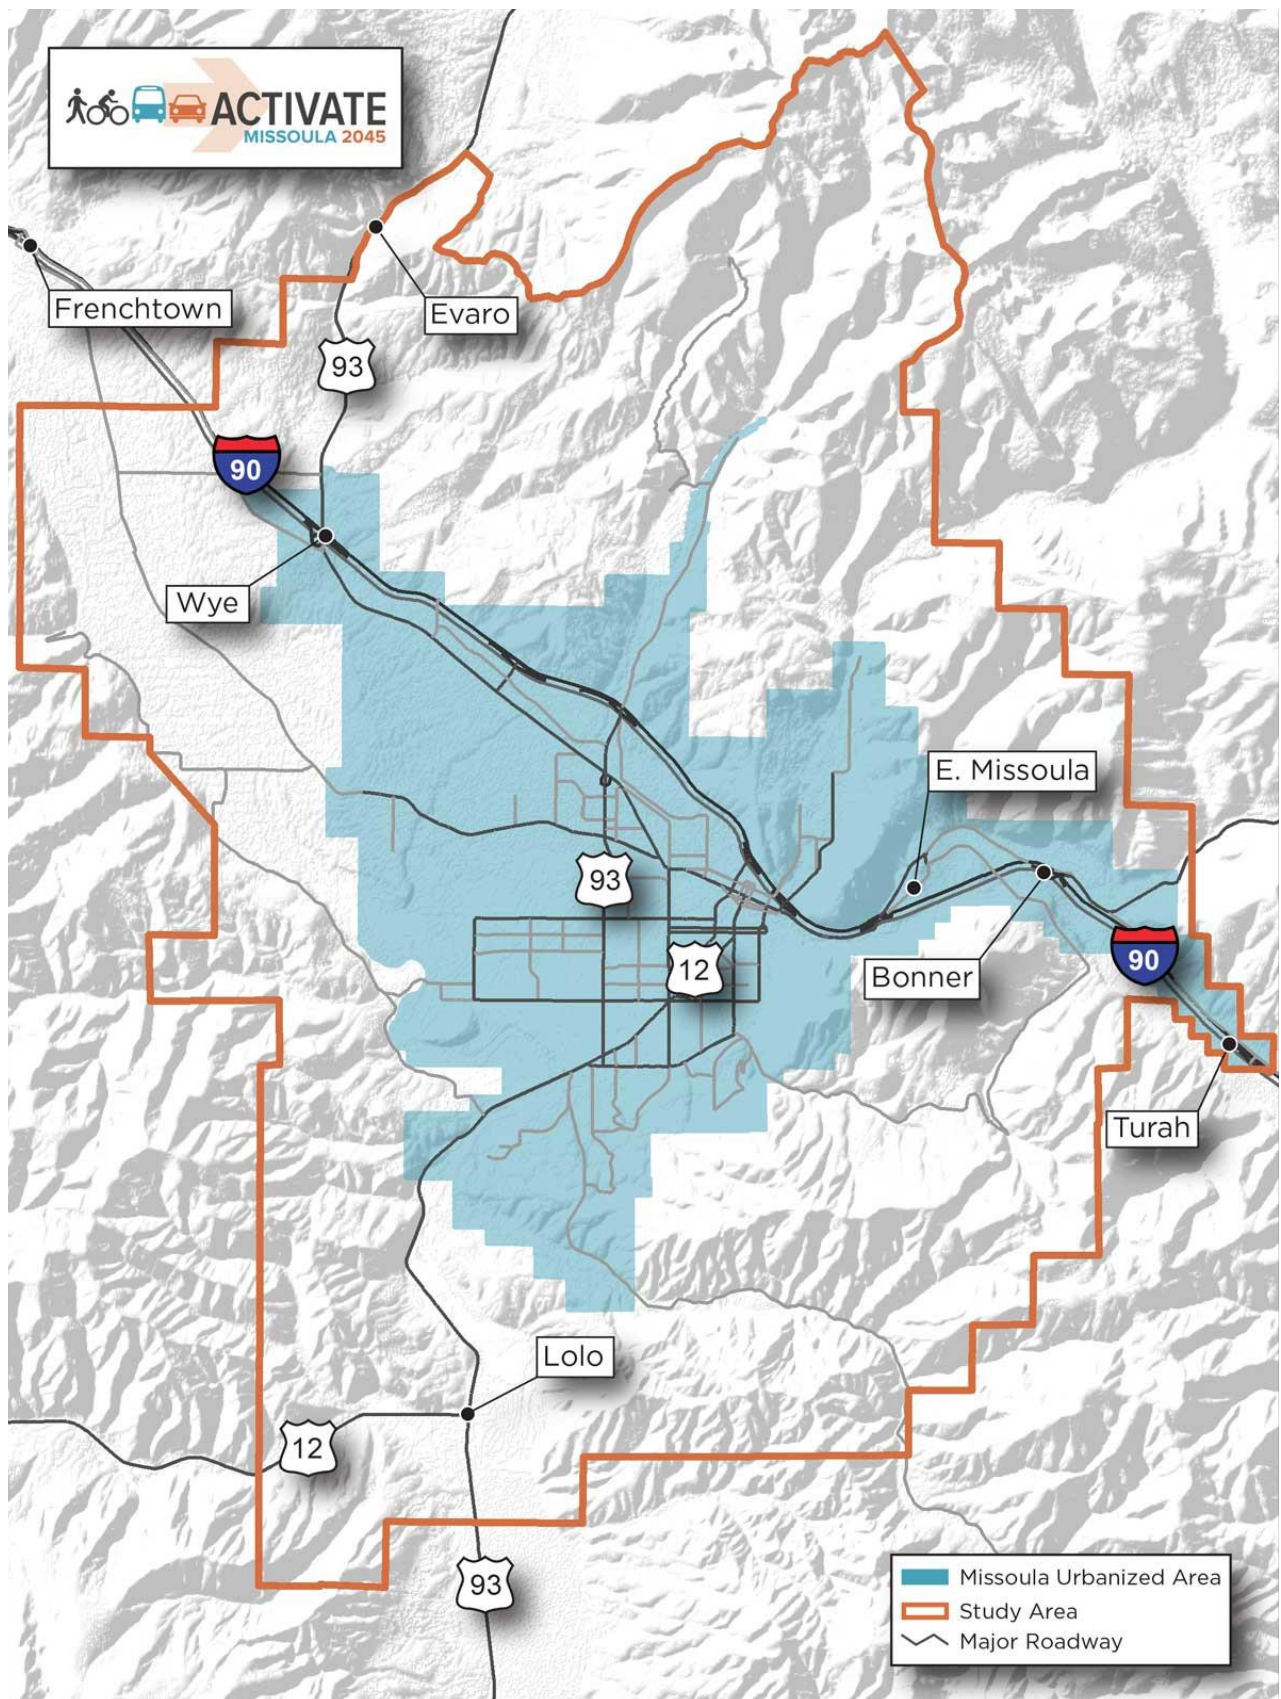 ACTIVATE
MISSOULA 2045
Frenchtown
Evaro
93
90
Wye
E. Missoula
93
12
Bonner
90
Turah
Lolo
12
93
Missoula Urbanized Area
Study Area
Major Roadway